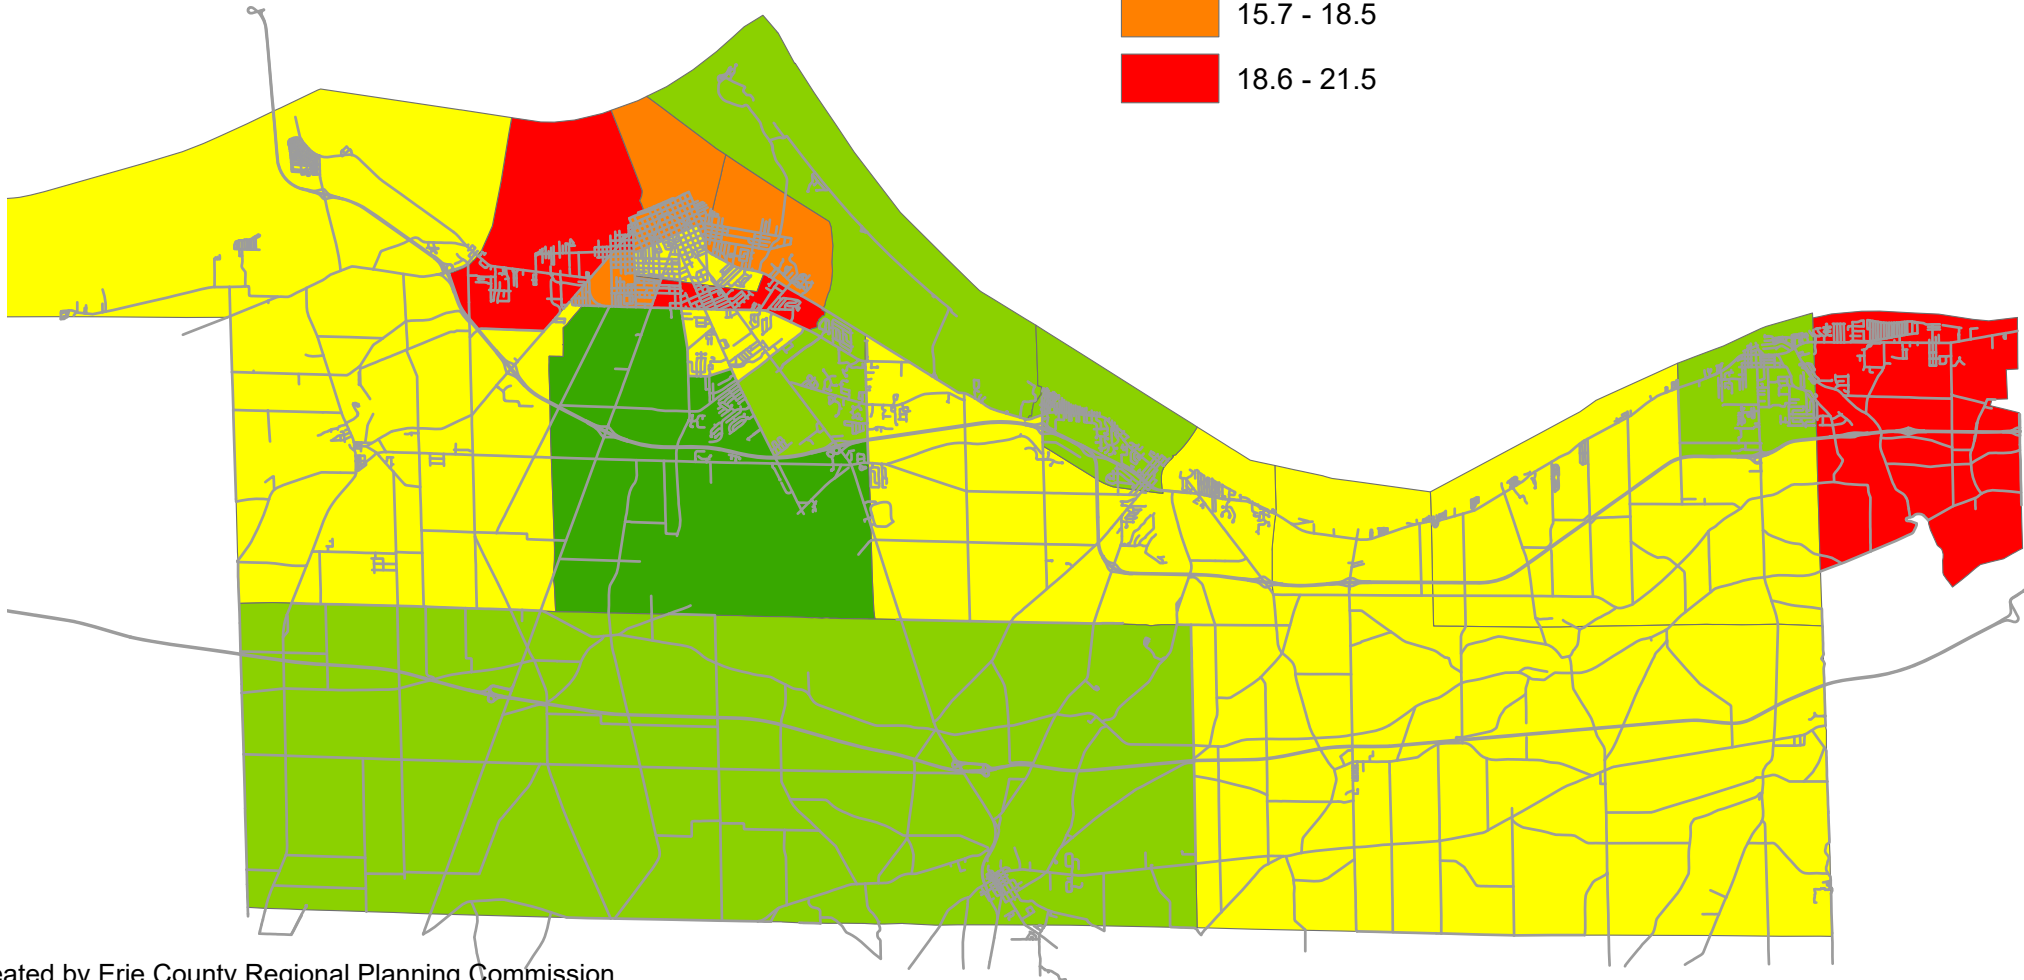 15.7 - 18.5
18.6 - 21.5
eated by Erie County Regional Planning Commission